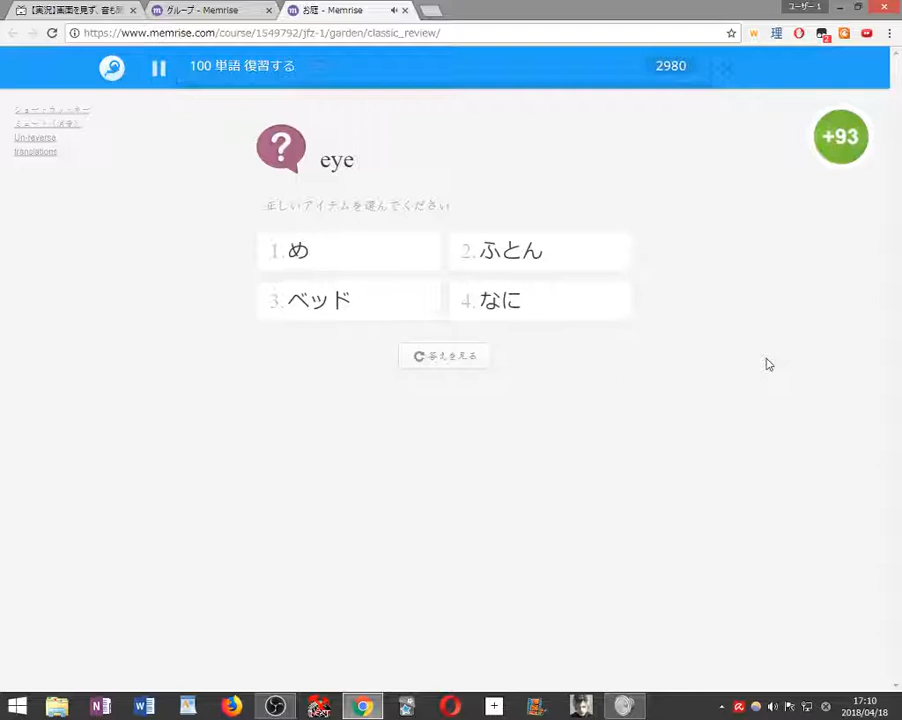 【実況】画面を見ず、音も
グループ - Memrise
お庭 - Memrise
ユーザー 1
https://www.memrise.com/course/1549792/jfz-1/garden/classic_review/
100 単語 復習する
2980
Un-reverse
translations
+93
?
eye
正しいアイテムを選んでください
1. め
2. ふとん
3. ベッド
4. なに
答えを見る
17:10
2018/04/18